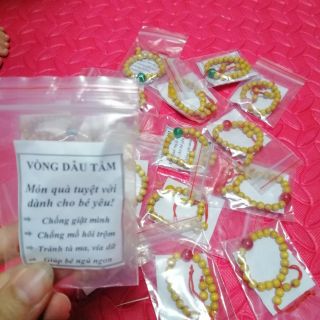 VÒNG DÂU TẰM
Món quà tuyệt vời
dành cho bé yêu!
⇒ Chống giật mình
⇒ Chống mồ hôi trộm
⇒ Tránh tà ma, vía dữ
⇒ Giúp bé ngủ ngon